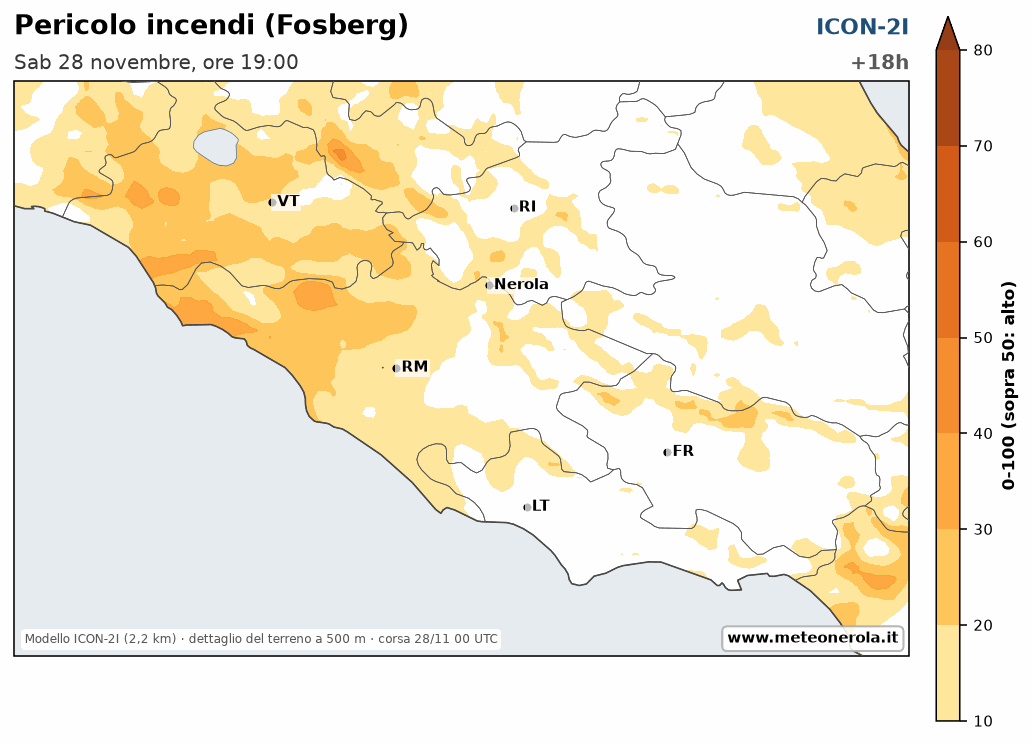 Pericolo incendi (Fosberg)
ICON-2I
Sab 28 novembre, ore 19:00
+18h
VT
RI
Nerola
RM
FR
LT
Modello ICON-2I (2,2 km) · dettaglio del terreno a 500 m · corsa 28/11 00 UTC
www.meteonerola.it
80
70
60
50
40
30
20
10
0-100 (sopra 50: alto)